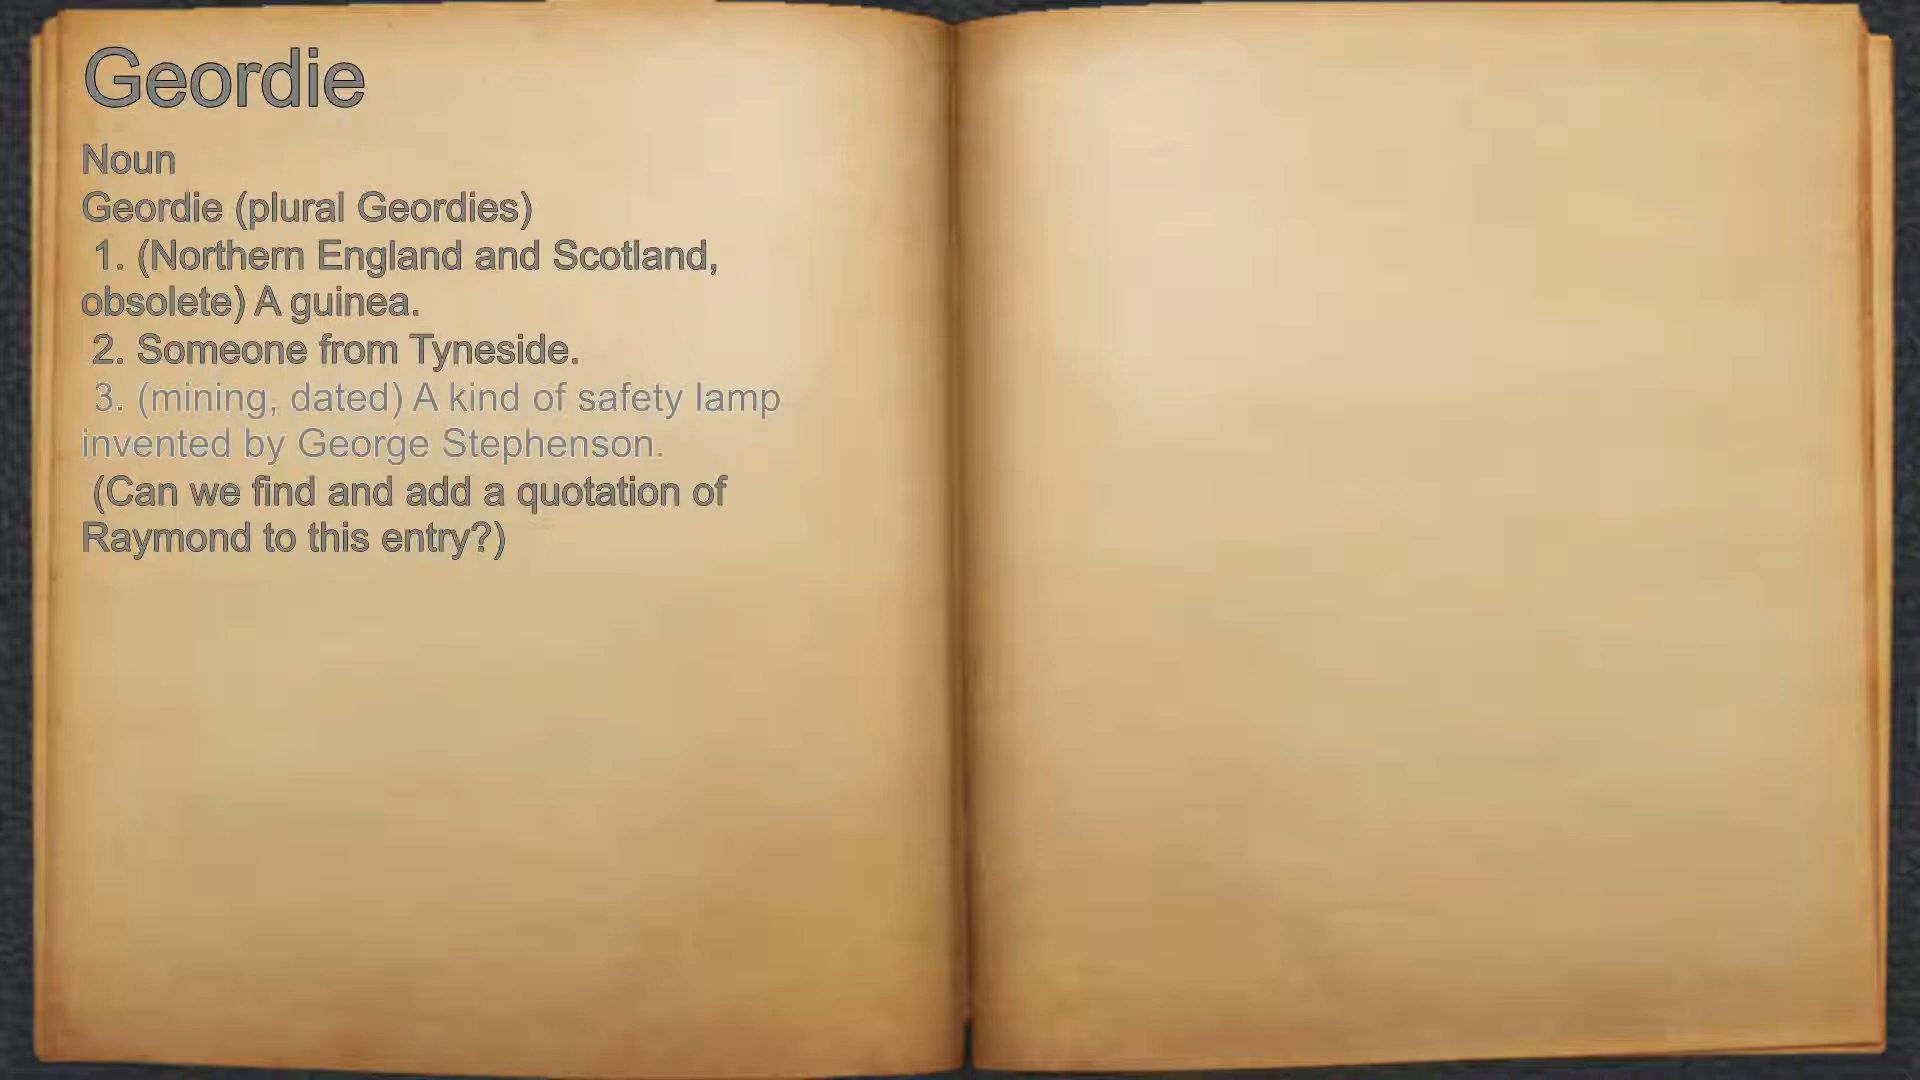 Geordie
Noun
Geordie (plural Geordies)
1. (Northern England and Scotland,
obsolete) A guinea.
2. Someone from Tyneside.
3. (mining, dated) A kind of safety lamp
invented by George Stephenson.
(Can we find and add a quotation of
Raymond to this entry?)